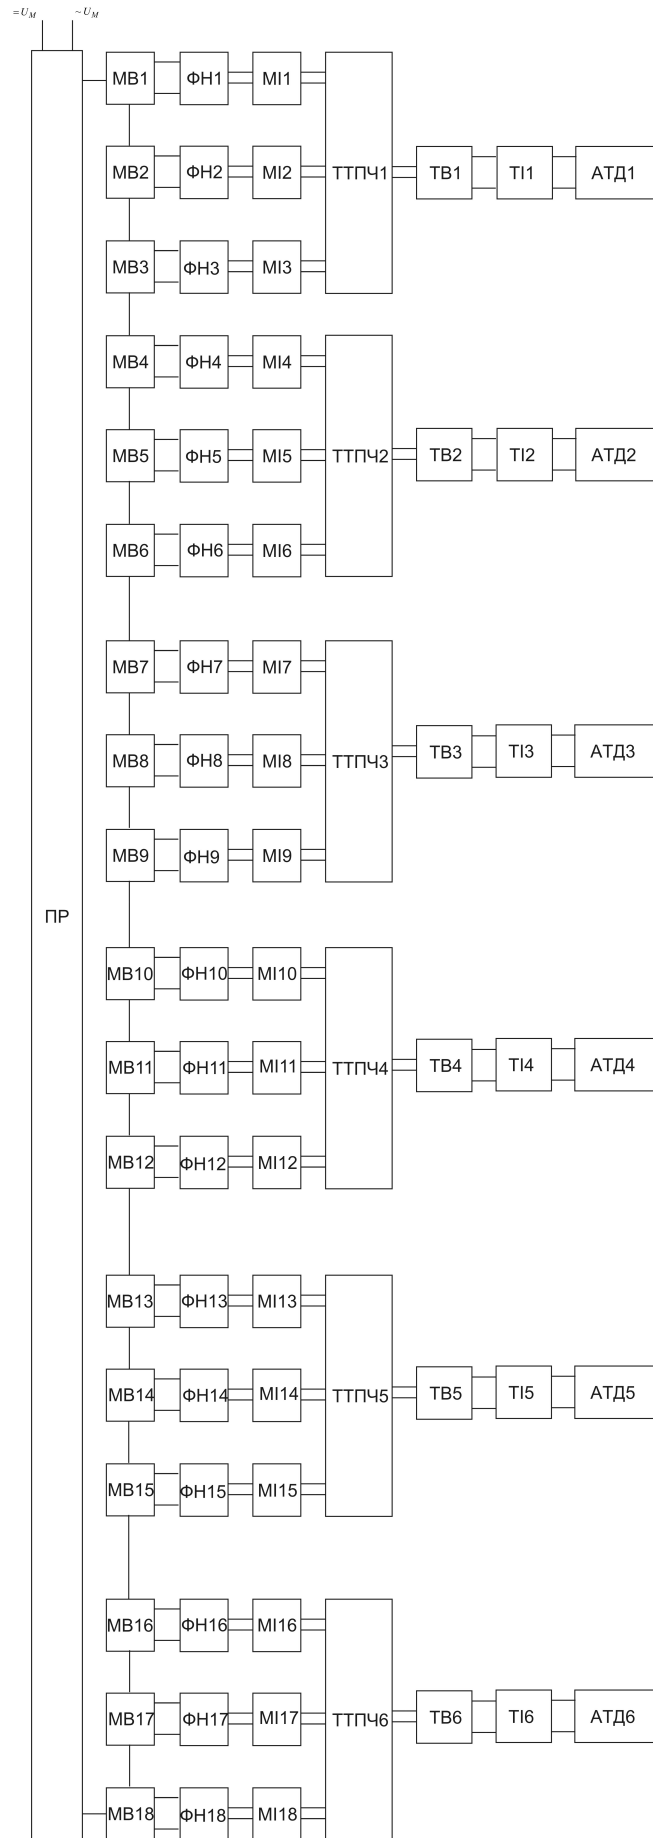 =U_M ~U_M
МВ1 ФН1 МІ1
МВ2 ФН2 МІ2 ТТПЧ1 ТВ1 ТІ1 АТД1
МВ3 ФН3 МІ3
МВ4 ФН4 МІ4
МВ5 ФН5 МІ5 ТТПЧ2 ТВ2 ТІ2 АТД2
МВ6 ФН6 МІ6
МВ7 ФН7 МІ7
МВ8 ФН8 МІ8 ТТПЧ3 ТВ3 ТІ3 АТД3
МВ9 ФН9 МІ9
ПР
МВ10 ФН10 МІ10
МВ11 ФН11 МІ11 ТТПЧ4 ТВ4 ТІ4 АТД4
МВ12 ФН12 МІ12
МВ13 ФН13 МІ13
МВ14 ФН14 МІ14 ТТПЧ5 ТВ5 ТІ5 АТД5
МВ15 ФН15 МІ15
МВ16 ФН16 МІ16
МВ17 ФН17 МІ17 ТТПЧ6 ТВ6 ТІ6 АТД6
МВ18 ФН18 МІ18